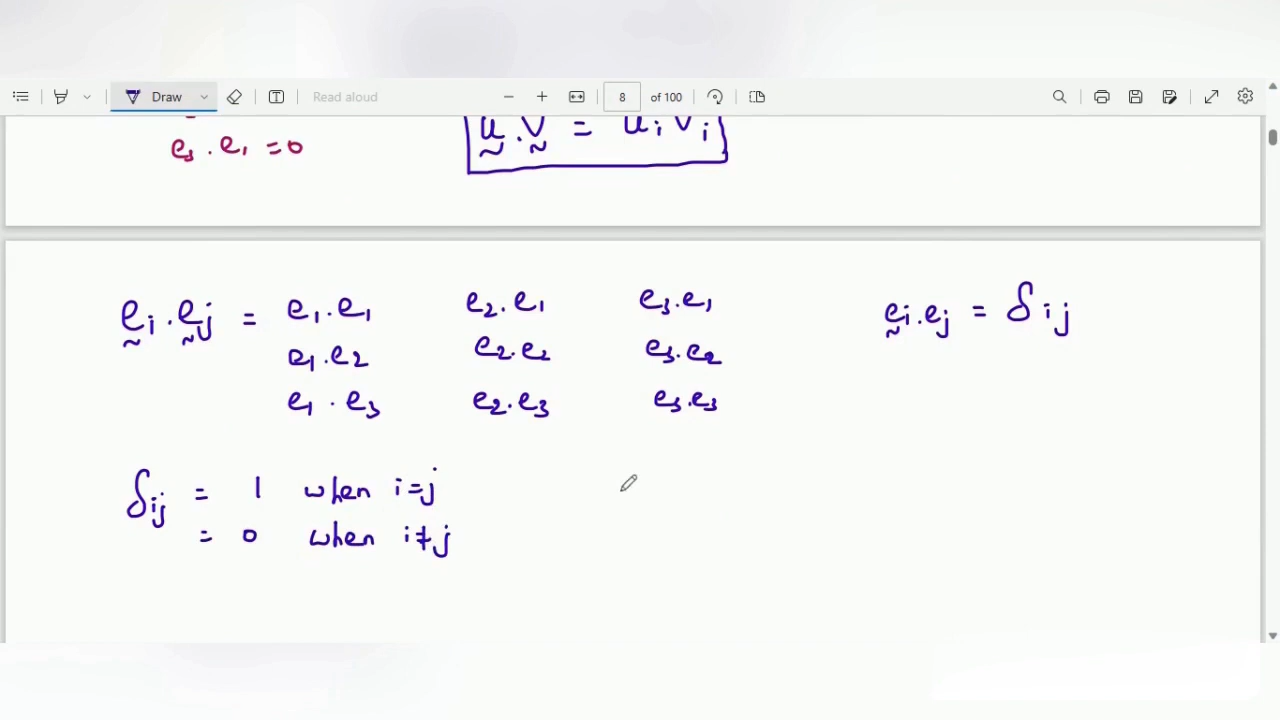 Draw
Read aloud
8 of 100
e3 . e1 = 0
u . v = ui vi
ei . ej = e1 . e1 e2 . e1 e3 . e1 ei . ej = δij
e1 . e2 e2 . e2 e3 . e2
e1 . e3 e2 . e3 e3 . e3
δij = 1 when i=j
= 0 when i≠j